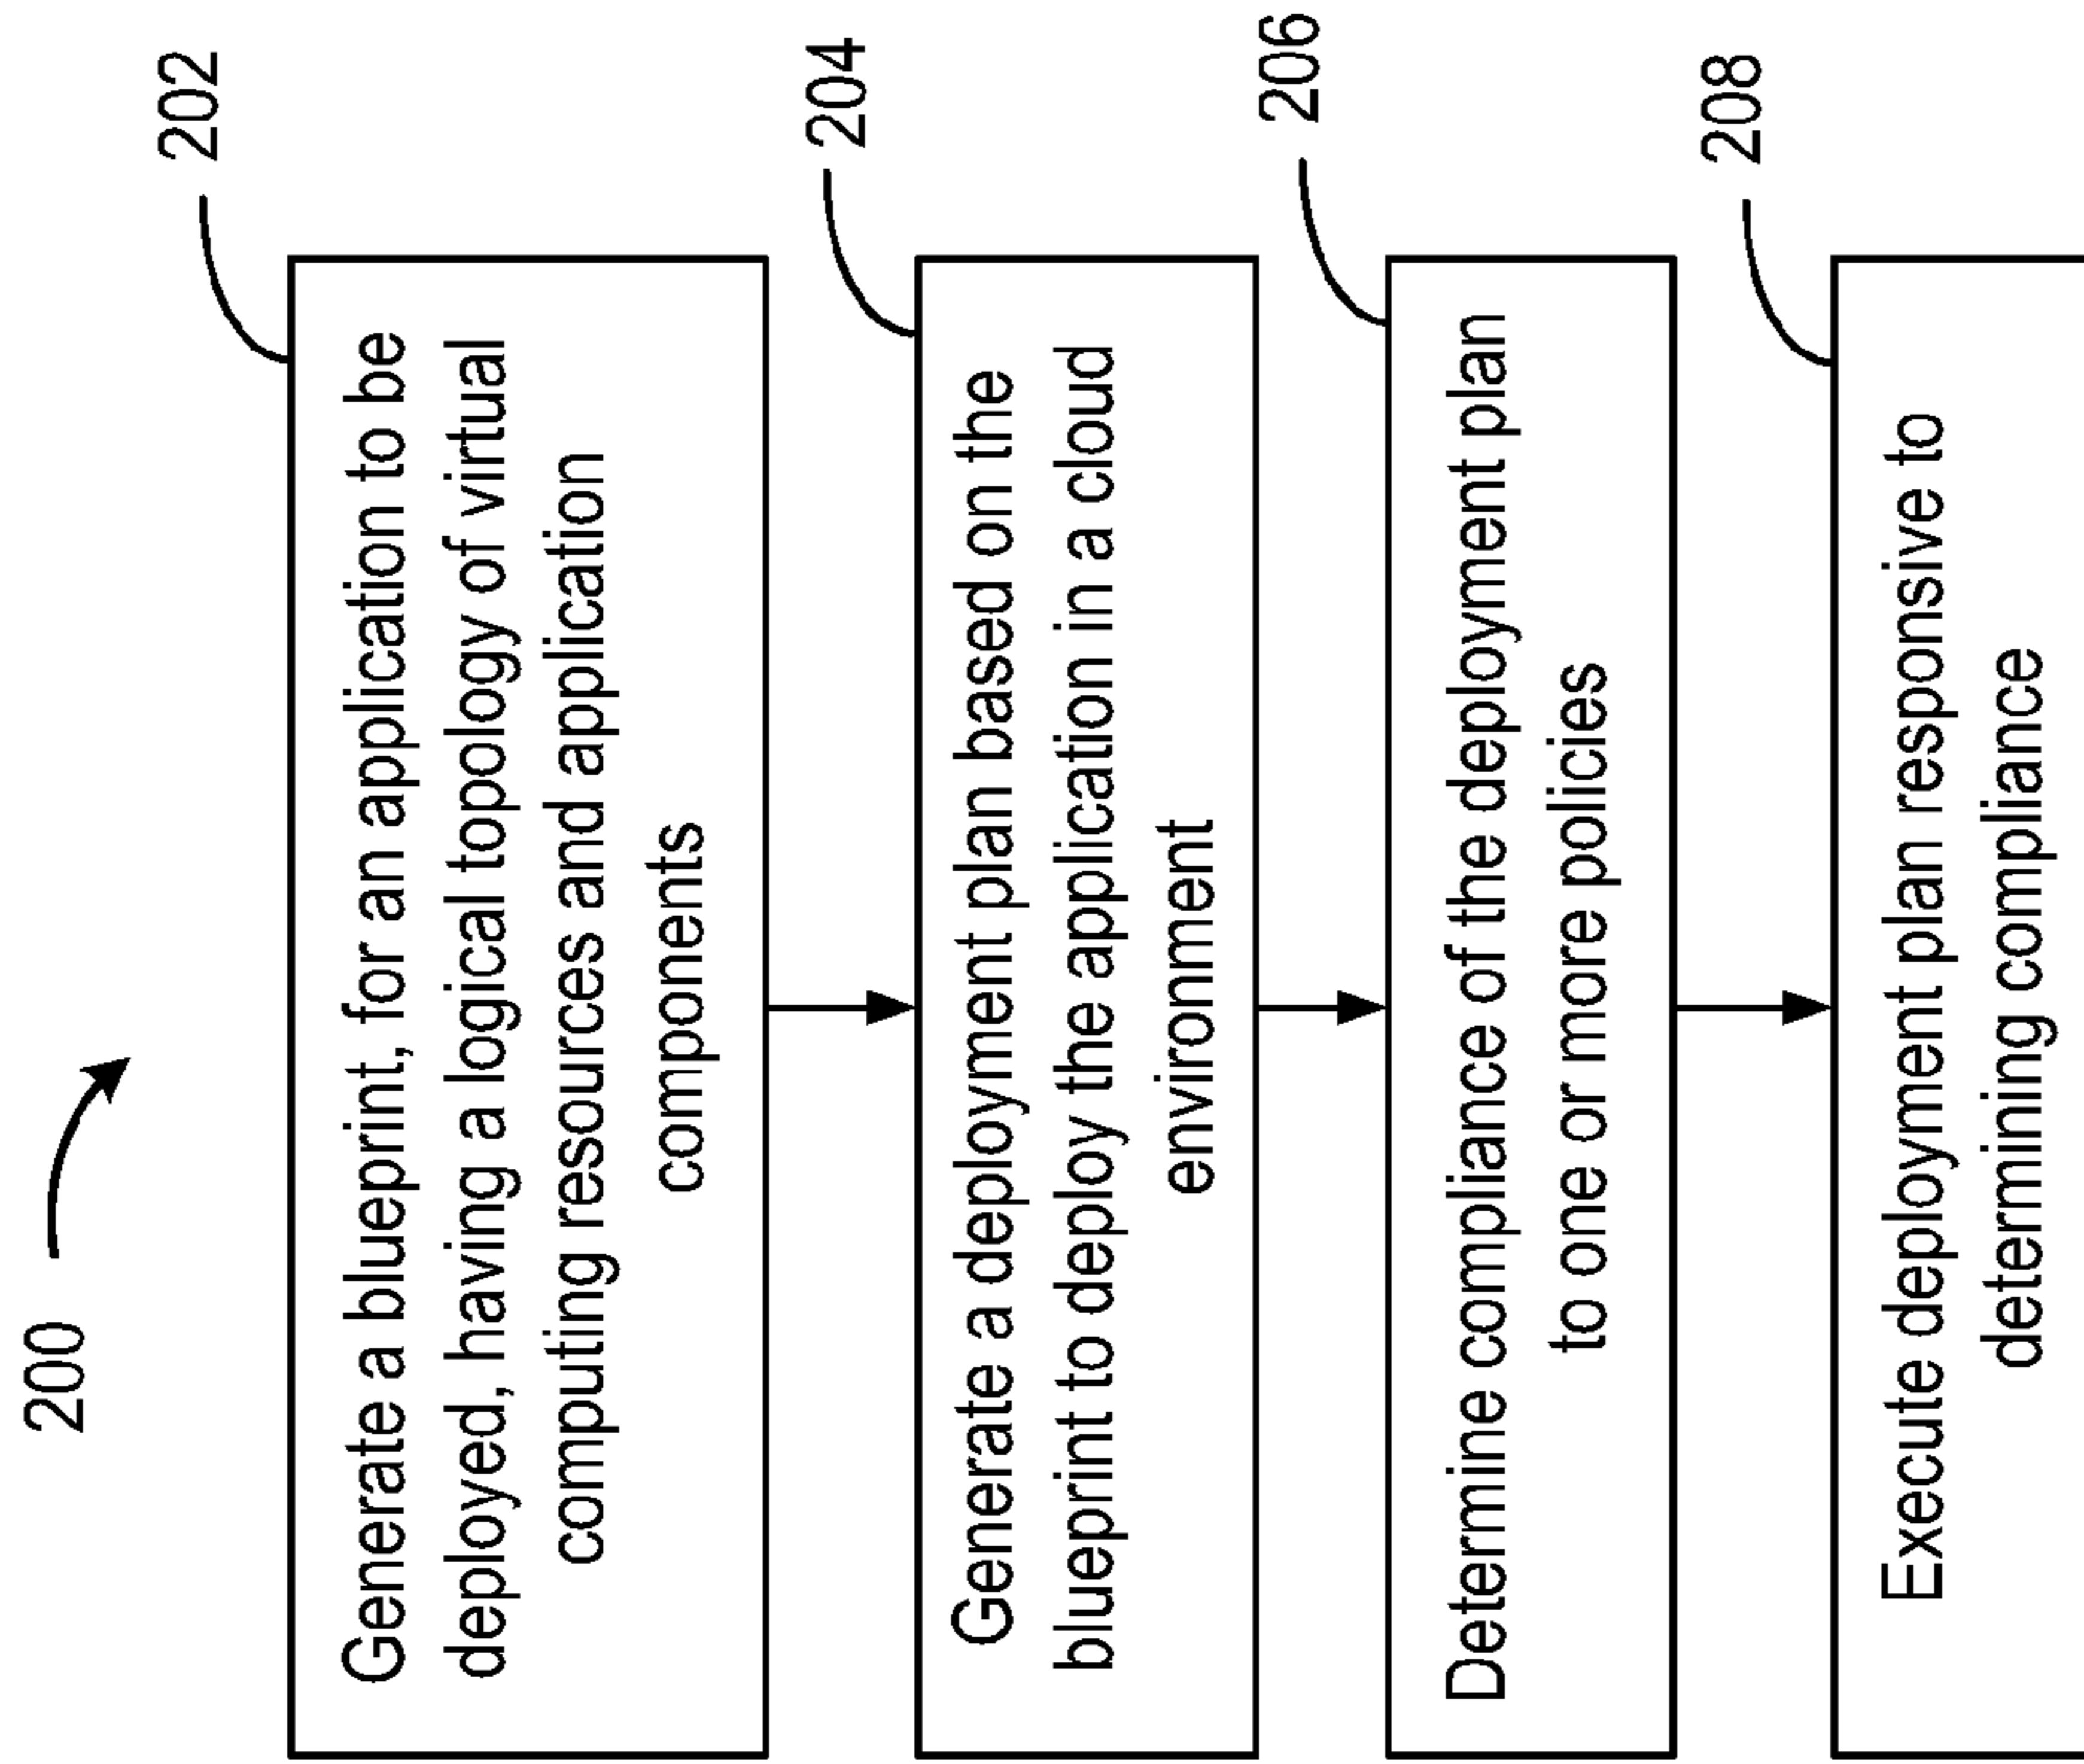 200
202
Generate a blueprint, for an application to be
deployed, having a logical topology of virtual
computing resources and application
components
204
Generate a deployment plan based on the
blueprint to deploy the application in a cloud
environment
206
Determine compliance of the deployment plan
to one or more policies
208
Execute deployment plan responsive to
determining compliance